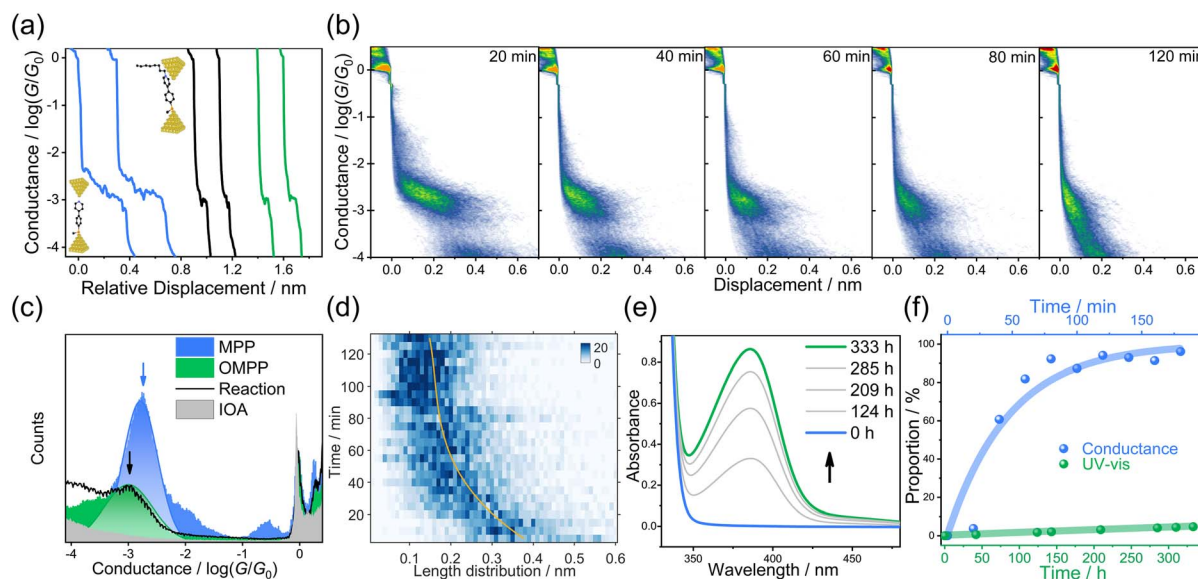 (a)
0
-1
-2
-3
-4
Conductance / log(G/G₀)
0.0 0.4 0.8 1.2 1.6
Relative Displacement / nm
(b)
20 min 40 min 60 min 80 min 120 min
0
-1
-2
-3
-4
Conductance / log(G/G₀)
0.0 0.2 0.4 0.6 0.0 0.2 0.4 0.6 0.0 0.2 0.4 0.6 0.0 0.2 0.4 0.6 0.0 0.2 0.4 0.6
Displacement / nm
(c)
MPP
OMPP
Reaction
IOA
Counts
-4 -3 -2 -1 0
Conductance / log(G/G₀)
(d)
20
0
120
100
80
60
40
20
Time / min
0.0 0.1 0.2 0.3 0.4 0.5 0.6
Length distribution / nm
(e)
333 h
285 h
209 h
124 h
0 h
0.8
0.6
0.4
0.2
0.0
Absorbance
350 400 450
Wavelength / nm
(f)
Time / min
0 50 100 150
100
80
60
40
20
0
Proportion / %
Conductance
UV-vis
0 50 100 150 200 250 300
Time / h